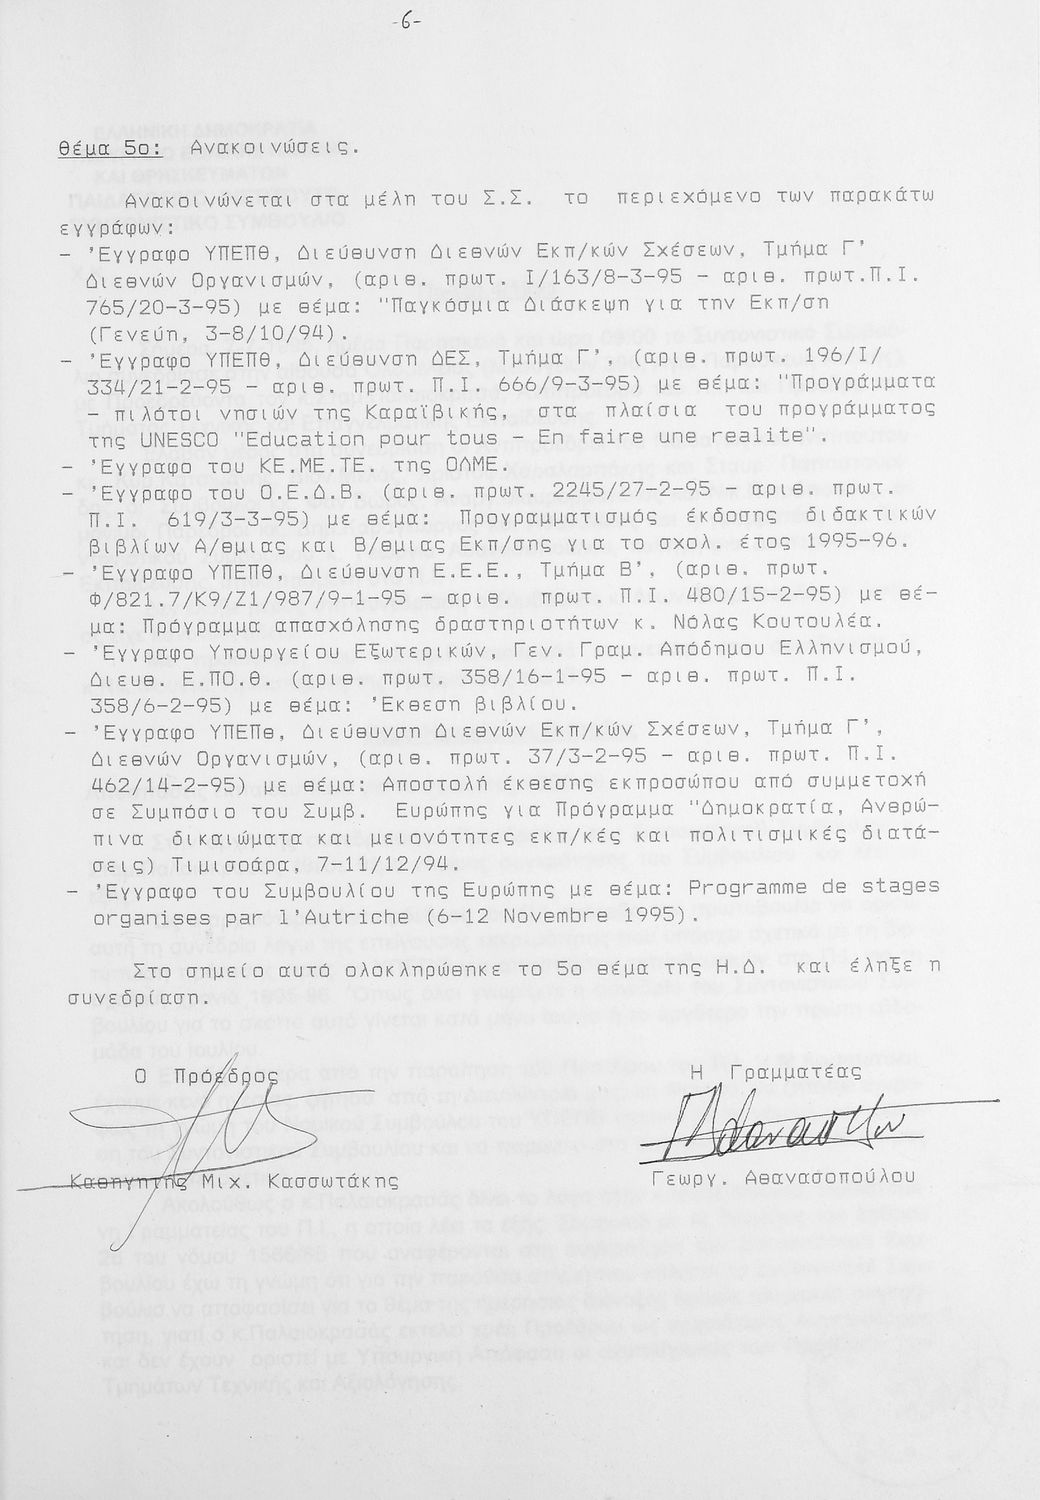 -6-
Θέμα 5ο: Ανακοινώσεις.
Ανακοινώνεται στα μέλη του Σ.Σ. το περιεχόμενο των παρακάτω
εγγράφων:
- Έγγραφο ΥΠΕΠΘ, Διεύθυνση Διεθνών Εκπ/κών Σχέσεων, Τμήμα Γ'
Διεθνών Οργανισμών, (αριθ. πρωτ. Ι/163/8-3-95 - αριθ. πρωτ.Π.Ι.
765/20-3-95) με θέμα: "Παγκόσμια Διάσκεψη για την Εκπ/ση
(Γενεύη, 3-8/10/94).
- Έγγραφο ΥΠΕΠΘ, Διεύθυνση ΔΕΣ, Τμήμα Γ', (αριθ. πρωτ. 196/Ι/
334/21-2-95 - αριθ. πρωτ. Π.Ι. 666/9-3-95) με θέμα: "Προγράμματα
- πιλότοι νησιών της Καραϊβικής, στα πλαίσια του προγράμματος
της UNESCO "Education pour tous - En faire une realite".
- Έγγραφο του ΚΕ.ΜΕ.ΤΕ. της ΟΛΜΕ.
- Έγγραφο του Ο.Ε.Δ.Β. (αριθ. πρωτ. 2245/27-2-95 - αριθ. πρωτ.
Π.Ι. 619/3-3-95) με θέμα: Προγραμματισμός έκδοσης διδακτικών
βιβλίων Α/θμιας και Β/θμιας Εκπ/σης για το σχολ. έτος 1995-96.
- Έγγραφο ΥΠΕΠΘ, Διεύθυνση Ε.Ε.Ε., Τμήμα Β', (αριθ. πρωτ.
Φ/821.7/Κ9/Ζ1/987/9-1-95 - αριθ. πρωτ. Π.Ι. 480/15-2-95) με θέ-
μα: Πρόγραμμα απασχόλησης δραστηριοτήτων κ. Νόλας Κουτουλέα.
- Έγγραφο Υπουργείου Εξωτερικών, Γεν. Γραμ. Απόδημου Ελληνισμού,
Διευθ. Ε.ΠΟ.Θ. (αριθ. πρωτ. 358/16-1-95 - αριθ. πρωτ. Π.Ι.
358/6-2-95) με θέμα: Έκθεση βιβλίου.
- Έγγραφο ΥΠΕΠΘ, Διεύθυνση Διεθνών Εκπ/κών Σχέσεων, Τμήμα Γ',
Διεθνών Οργανισμών, (αριθ. πρωτ. 37/3-2-95 - αριθ. πρωτ. Π.Ι.
462/14-2-95) με θέμα: Αποστολή έκθεσης εκπροσώπου από συμμετοχή
σε Συμπόσιο του Συμβ. Ευρώπης για Πρόγραμμα "Δημοκρατία, Ανθρώ-
πινα δικαιώματα και μειονότητες εκπ/κές και πολιτισμικές διατά-
σεις) Τιμισοάρα, 7-11/12/94.
- Έγγραφο του Συμβουλίου της Ευρώπης με θέμα: Programme de stages
organises par l'Autriche (6-12 Novembre 1995).
Στο σημείο αυτό ολοκληρώθηκε το 5ο θέμα της Η.Δ. και έληξε η
συνεδρίαση.
Ο Πρόεδρος Η Γραμματέας
Καθηγητής Μιχ. Κασσωτάκης Γεωργ. Αθανασοπούλου